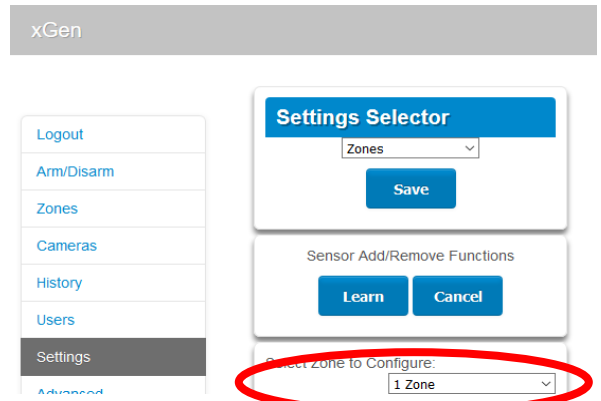 xGen
Logout
Arm/Disarm
Zones
Cameras
History
Users
Settings
Advanced
Settings Selector
Zones
Save
Sensor Add/Remove Functions
Learn Cancel
Select Zone to Configure:
1 Zone